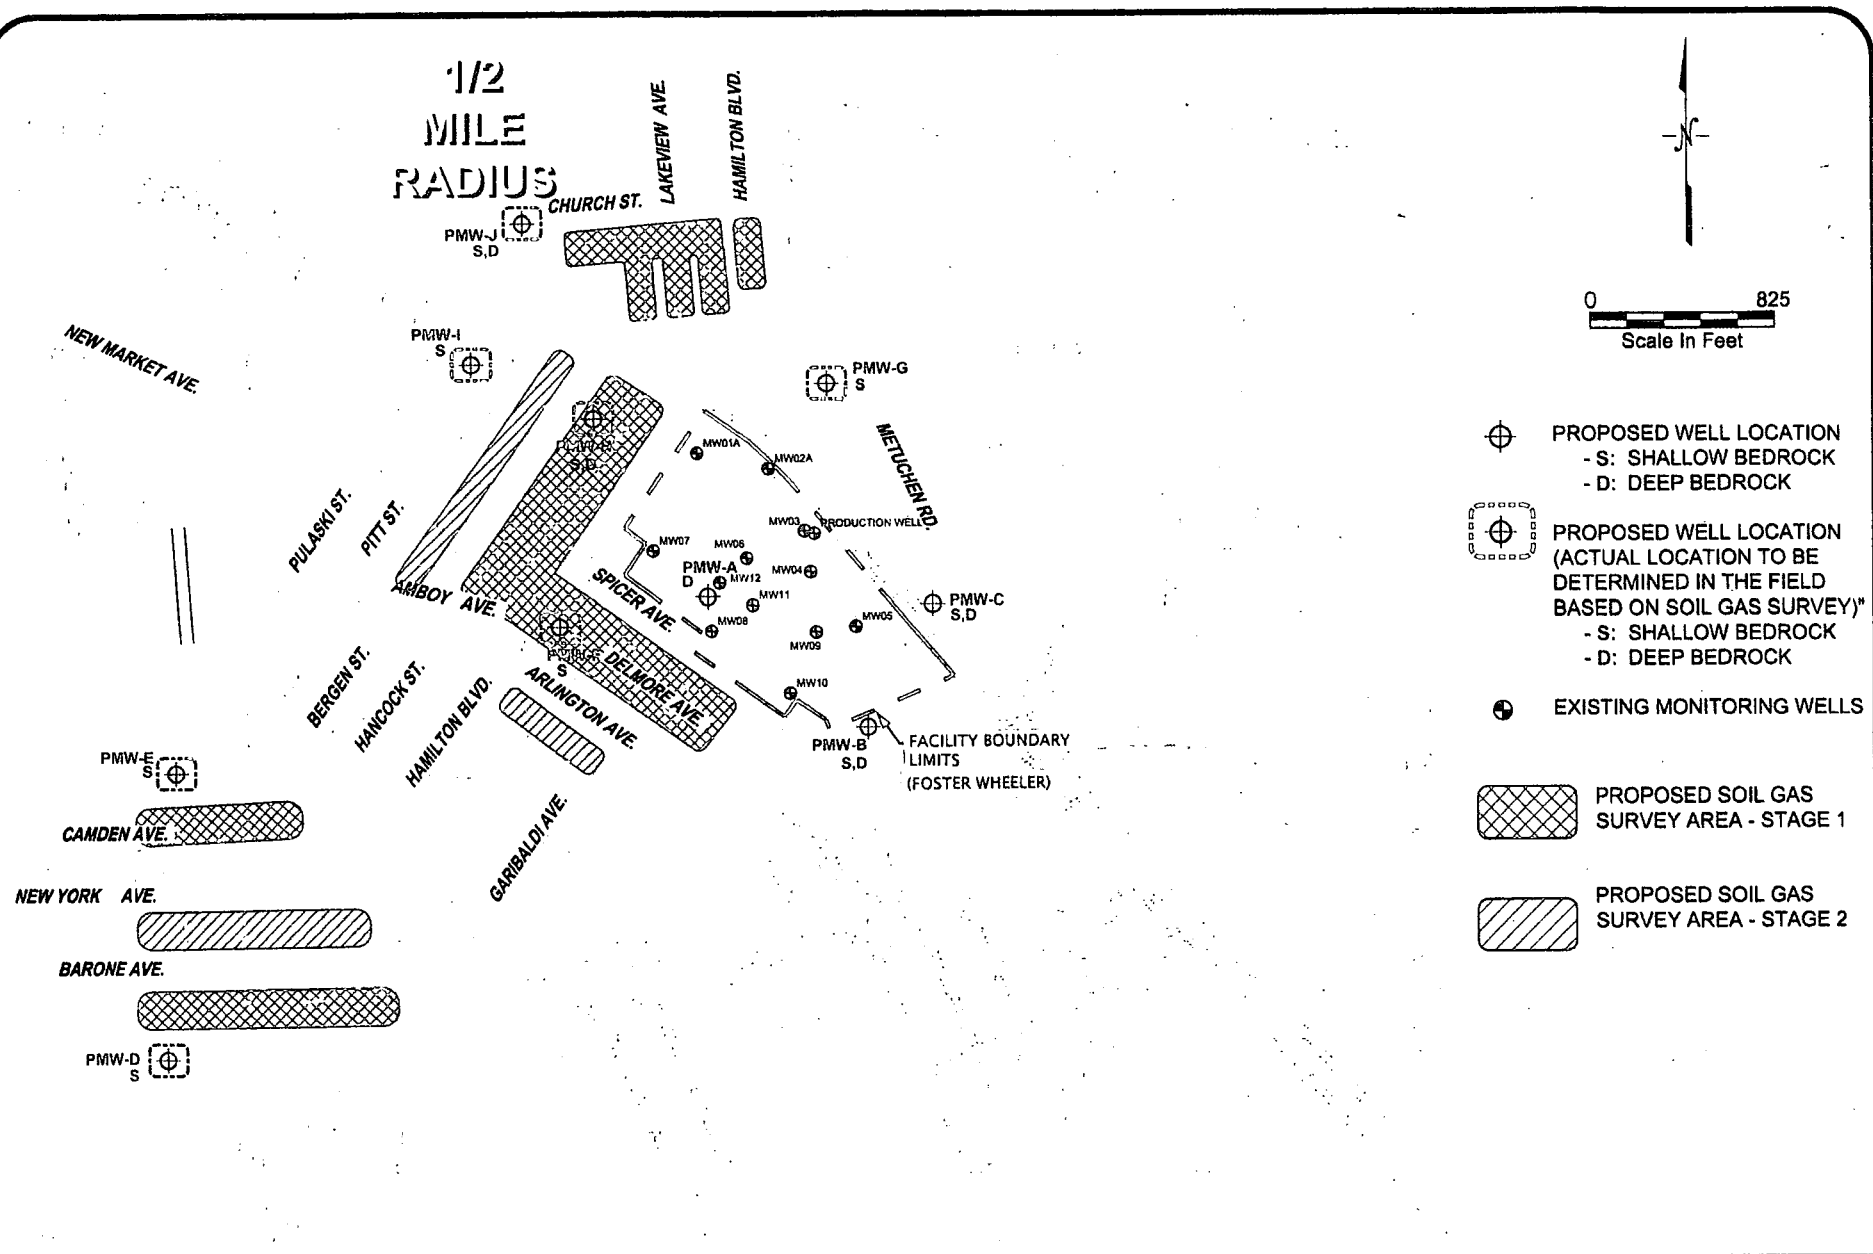 1/2
MILE
RADIUS
LAKEVIEW AVE.
HAMILTON BLVD.
CHURCH ST.
PMW-J
S,D
N
0 825
Scale In Feet
NEW MARKET AVE.
PMW-I
S
PMW-G
S
METUCHEN RD.
MW01A
MW02A
S,D
PULASKI ST.
PITT ST.
MW03
PRODUCTION WELL
MW07
MW06
PMW-A
D
MW12
MW04
MW11
SPICER AVE.
AMBOY AVE.
MW08
MW05
MW09
PMW-C
S,D
S
DELMORE AVE.
ARLINGTON AVE.
MW10
BERGEN ST.
HANCOCK ST.
HAMILTON BLVD.
GARIBALDI AVE.
PMW-B
S,D
FACILITY BOUNDARY
LIMITS
(FOSTER WHEELER)
PMW-E
S
CAMDEN AVE.
NEW YORK AVE.
BARONE AVE.
PMW-D
S
PROPOSED WELL LOCATION
- S: SHALLOW BEDROCK
- D: DEEP BEDROCK
PROPOSED WELL LOCATION
(ACTUAL LOCATION TO BE
DETERMINED IN THE FIELD
BASED ON SOIL GAS SURVEY)"
- S: SHALLOW BEDROCK
- D: DEEP BEDROCK
EXISTING MONITORING WELLS
PROPOSED SOIL GAS
SURVEY AREA - STAGE 1
PROPOSED SOIL GAS
SURVEY AREA - STAGE 2